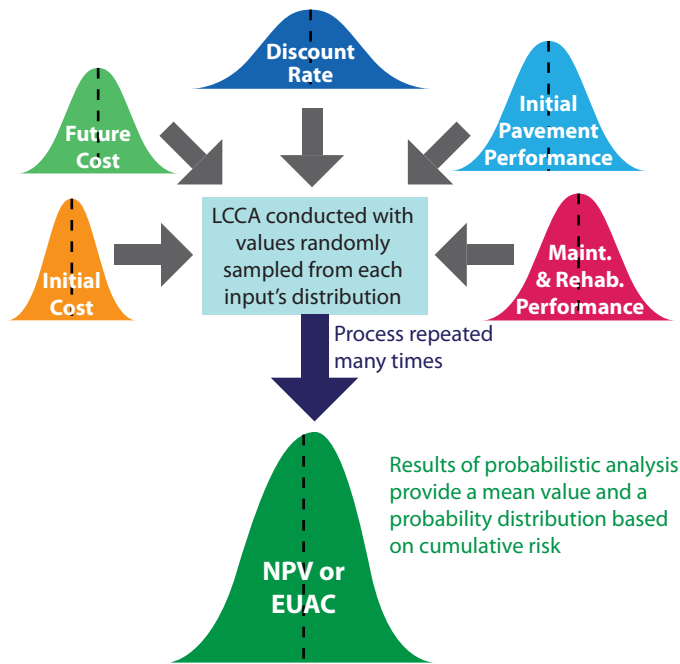 Discount
Rate
Future
Cost
Initial
Pavement
Performance
Initial
Cost
LCCA conducted with
values randomly
sampled from each
input's distribution
Maint.
& Rehab.
Performance
Process repeated
many times
Results of probabilistic analysis
provide a mean value and a
probability distribution based
on cumulative risk
NPV or
EUAC